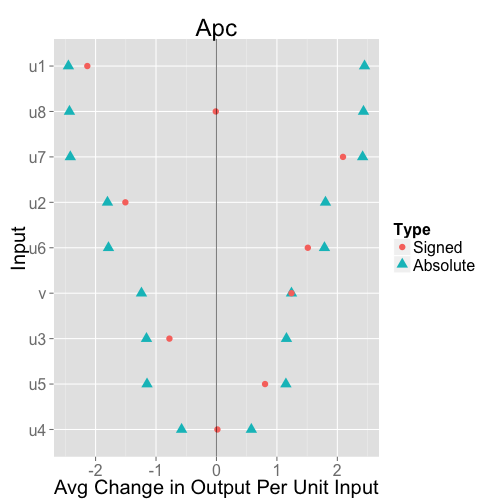 Apc
u1
u8
u7
u2
u6
v
u3
u5
u4
Input
-2 -1 0 1 2
Avg Change in Output Per Unit Input
Type
Signed
Absolute